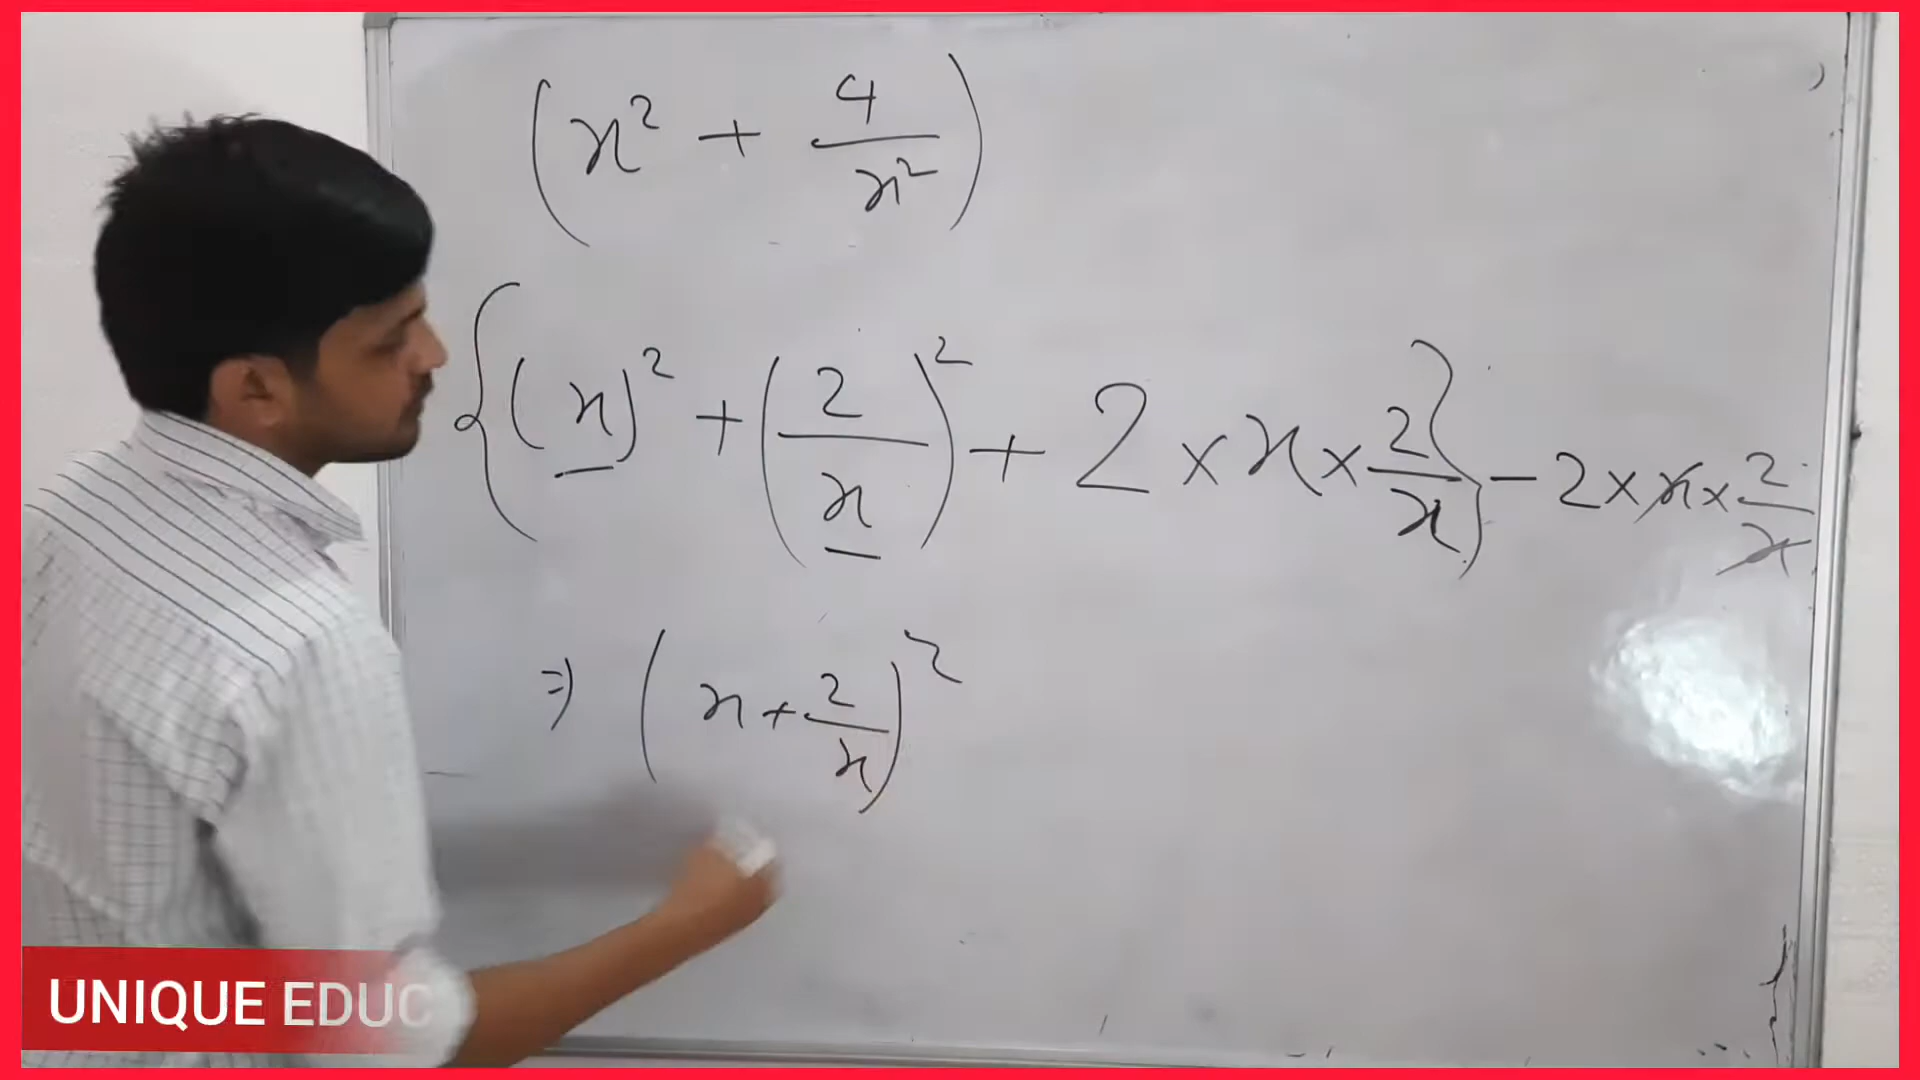 (x² + 4/x²)
{(x)² + (2/x)² + 2 × x × 2/x} - 2 × x × 2/x
⇒ (x + 2/x)²
UNIQUE EDUC